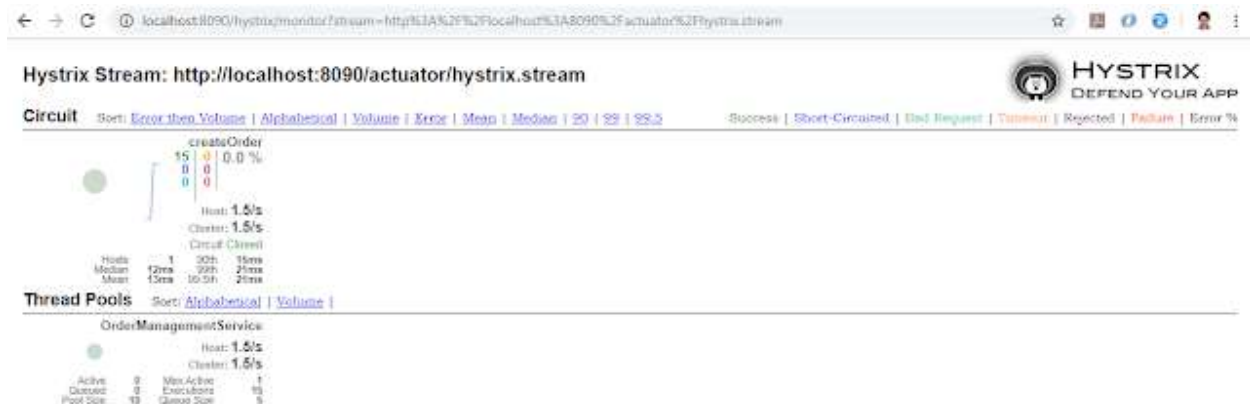 localhost:8090/hystrix/monitor?stream=http%3A%2F%2Flocalhost%3A8090%2Factuator%2Fhystrix.stream
Hystrix Stream: http://localhost:8090/actuator/hystrix.stream
HYSTRIX
DEFEND YOUR APP
Circuit Sort: Error then Volume | Alphabetical | Volume | Error | Mean | Median | 90 | 99 | 99.5
Success | Short-Circuited | Bad Request | Timeout | Rejected | Failure | Error %
createOrder
15 0 0.0 %
0 0
0 0
Host: 1.5/s
Cluster: 1.5/s
Circuit Closed
Hosts 1 90th 15ms
Median 12ms 99th 21ms
Mean 13ms 99.5th 21ms
Thread Pools Sort: Alphabetical | Volume |
OrderManagementService
Host: 1.5/s
Cluster: 1.5/s
Active 0 Max Active 1
Queued 0 Executions 15
Pool Size 10 Queue Size 5